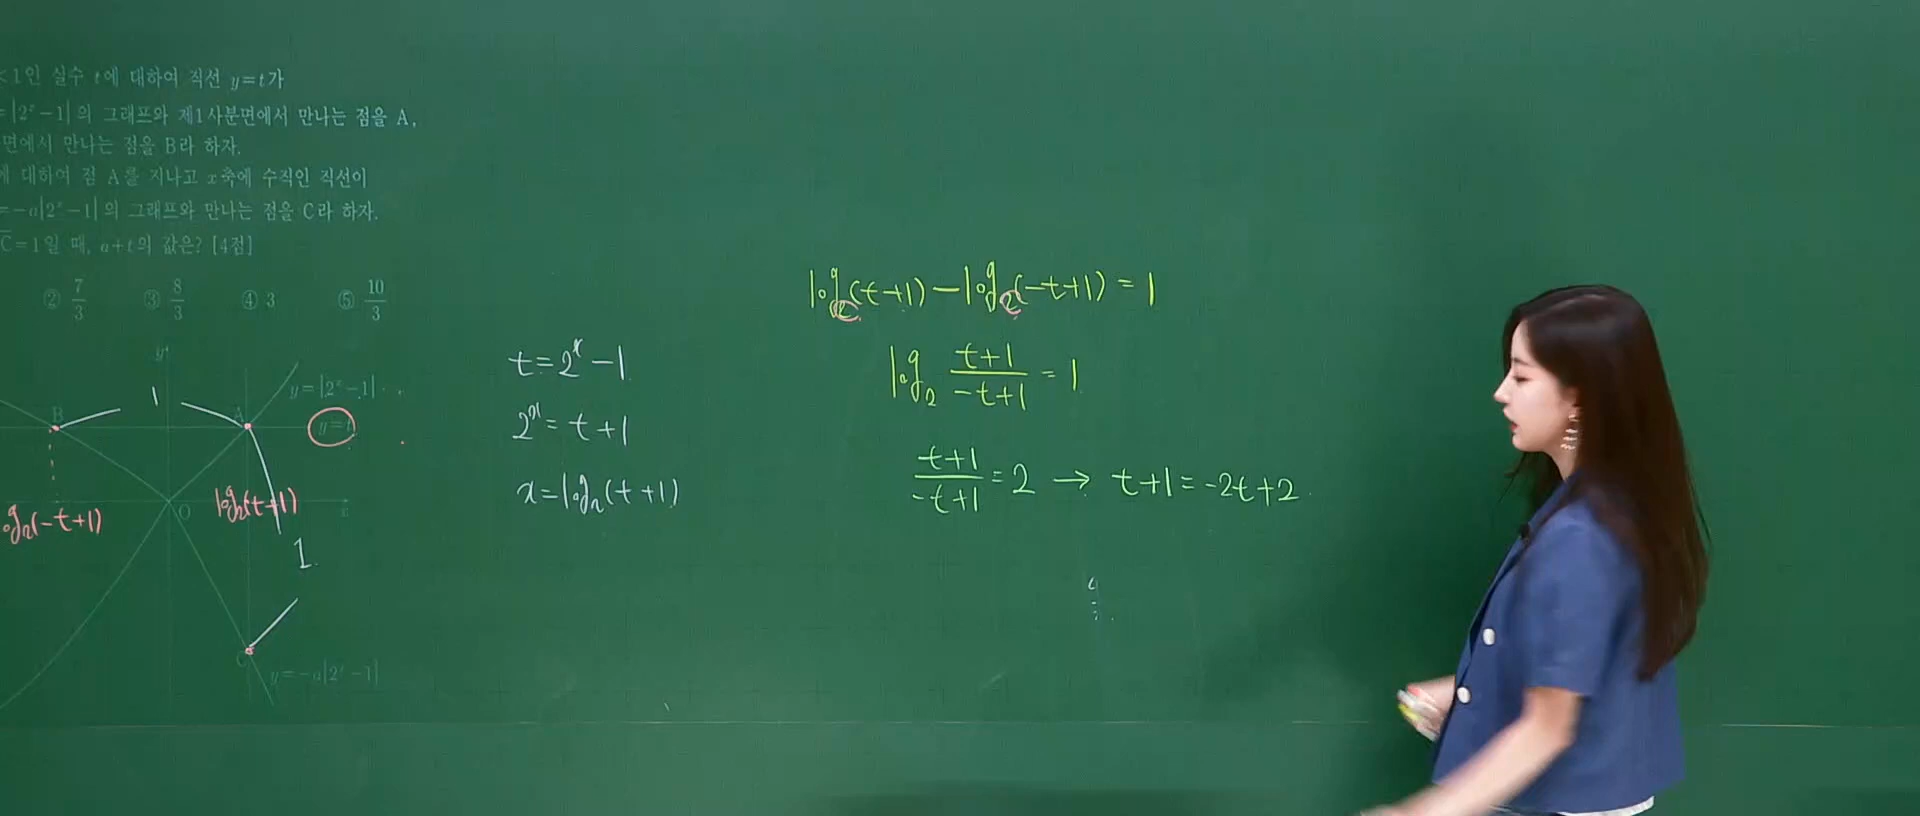 <1인 실수 t에 대하여 직선 y=t가
=|2ˣ-1|의 그래프와 제1사분면에서 만나는 점을 A,
면에서 만나는 점을 B라 하자.
에 대하여 점 A를 지나고 x축에 수직인 직선이
=-a|2ˣ-1|의 그래프와 만나는 점을 C라 하자.
C=1일 때, a+t의 값은? [4점]
② 7/3 ③ 8/3 ④ 3 ⑤ 10/3
y
1
y=|2ˣ-1|
B
A
y=t
log₂(t+1)
O
x
og₂(-t+1)
1
C
y=-a|2ˣ-1|
t=2ˣ-1
2ˣ=t+1
x=log₂(t+1)
log₂(t+1)-log₂(-t+1)=1
log₂ (t+1)/(-t+1) = 1
(t+1)/(-t+1) = 2 → t+1=-2t+2